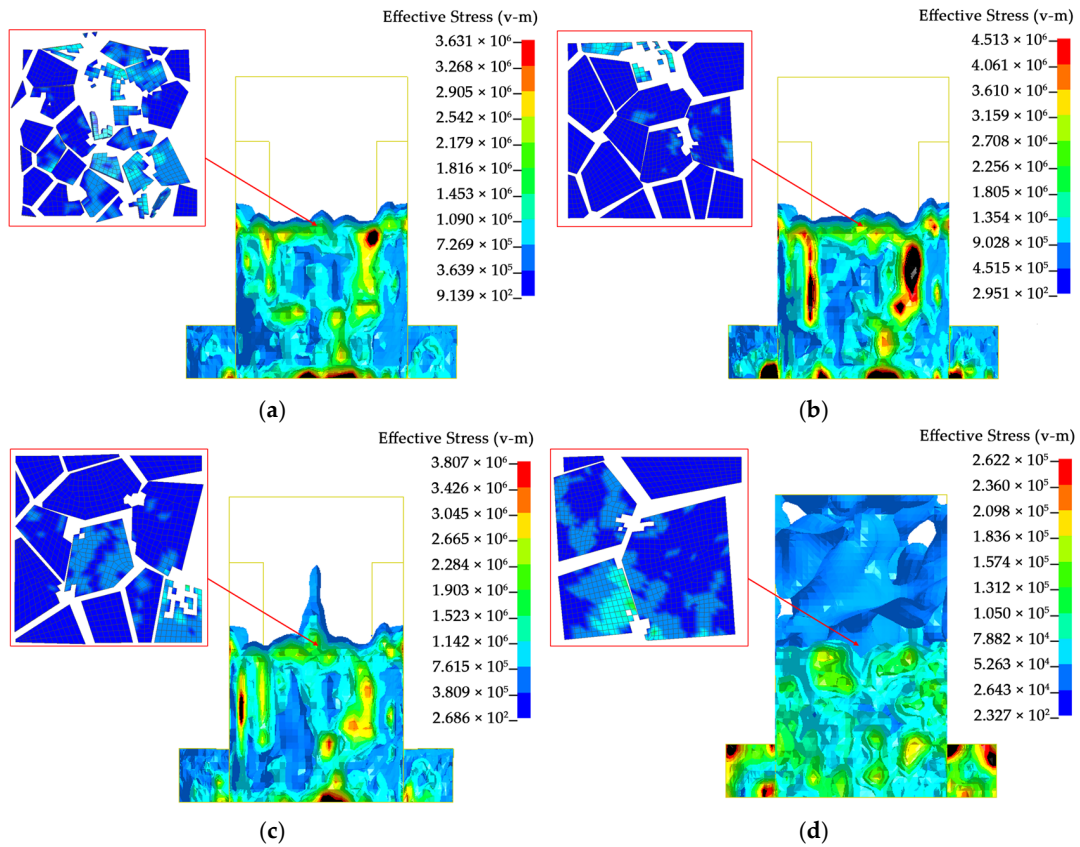 Effective Stress (v-m)
3.631 × 10⁶
3.268 × 10⁶
2.905 × 10⁶
2.542 × 10⁶
2.179 × 10⁶
1.816 × 10⁶
1.453 × 10⁶
1.090 × 10⁶
7.269 × 10⁵
3.639 × 10⁵
9.139 × 10²
(a)
Effective Stress (v-m)
4.513 × 10⁶
4.061 × 10⁶
3.610 × 10⁶
3.159 × 10⁶
2.708 × 10⁶
2.256 × 10⁶
1.805 × 10⁶
1.354 × 10⁶
9.028 × 10⁵
4.515 × 10⁵
2.951 × 10²
(b)
Effective Stress (v-m)
3.807 × 10⁶
3.426 × 10⁶
3.045 × 10⁶
2.665 × 10⁶
2.284 × 10⁶
1.903 × 10⁶
1.523 × 10⁶
1.142 × 10⁶
7.615 × 10⁵
3.809 × 10⁵
2.686 × 10²
(c)
Effective Stress (v-m)
2.622 × 10⁵
2.360 × 10⁵
2.098 × 10⁵
1.836 × 10⁵
1.574 × 10⁵
1.312 × 10⁵
1.050 × 10⁵
7.882 × 10⁴
5.263 × 10⁴
2.643 × 10⁴
2.327 × 10²
(d)